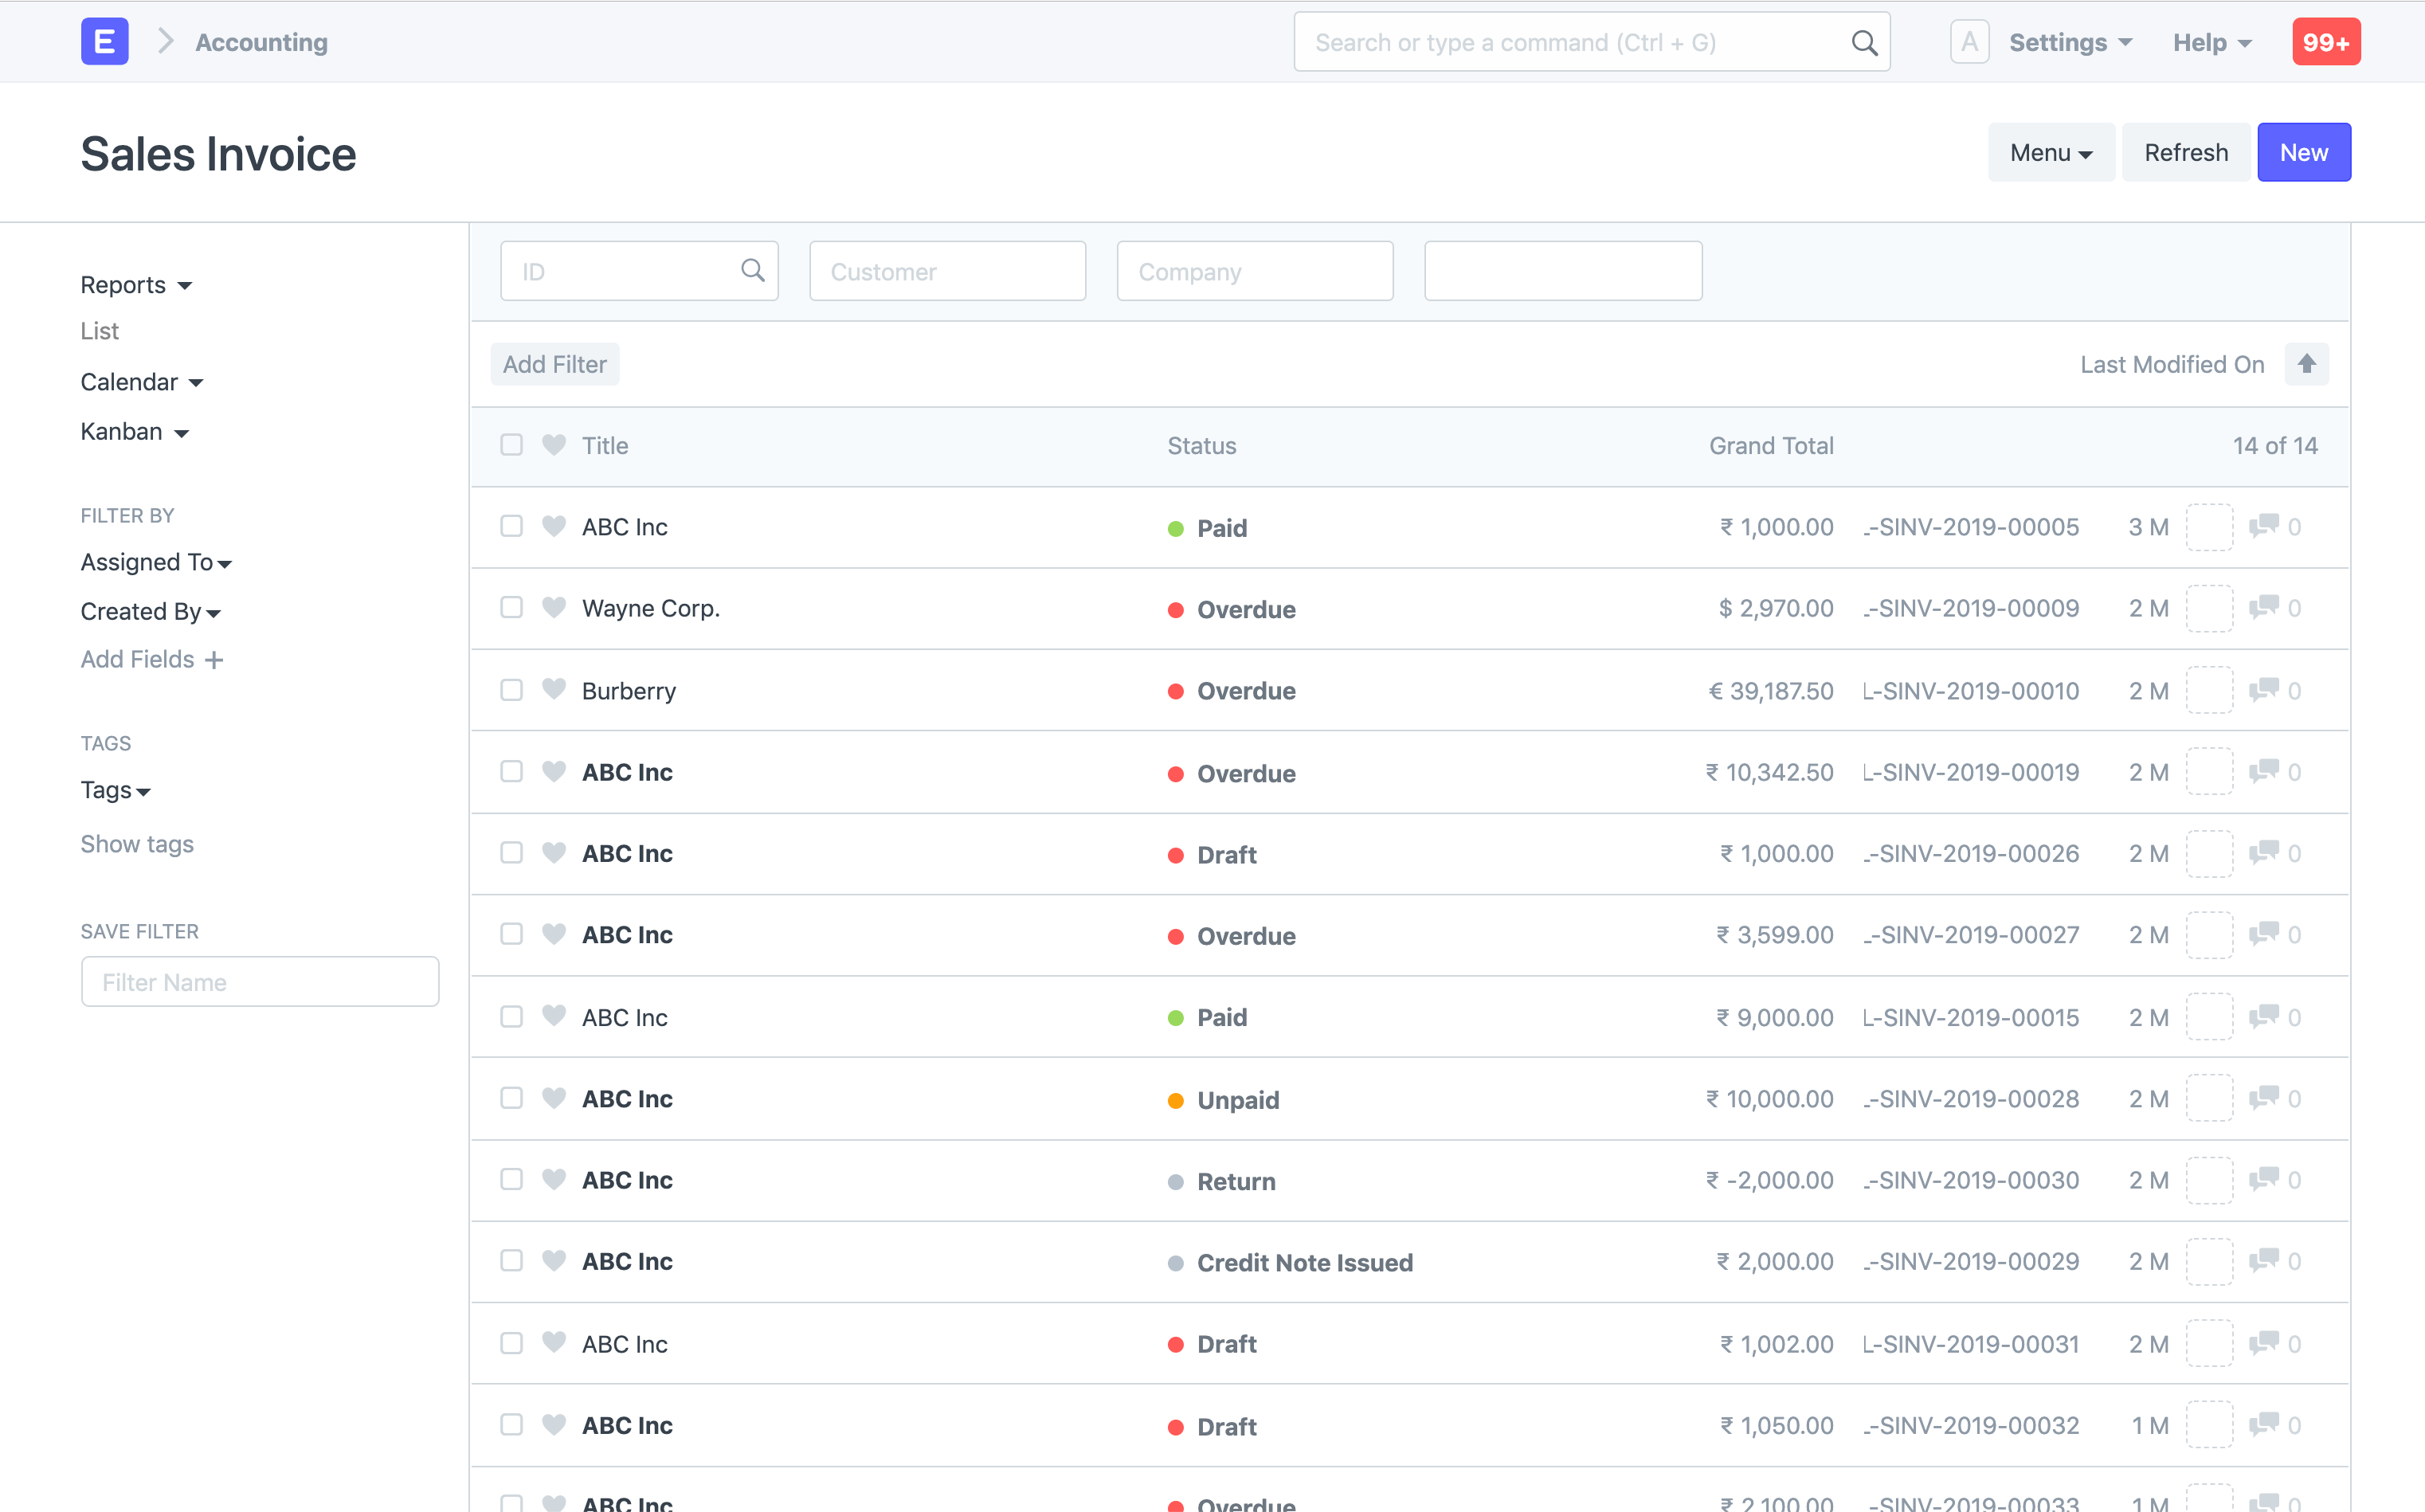 E Accounting Search or type a command (Ctrl + G) A Settings Help 99+
Sales Invoice Menu Refresh New
Reports
List
Calendar
Kanban
FILTER BY
Assigned To
Created By
Add Fields
TAGS
Tags
Show tags
SAVE FILTER
Filter Name
ID Customer Company
Add Filter Last Modified On
Title Status Grand Total 14 of 14
ABC Inc Paid ₹ 1,000.00 -SINV-2019-00005 3 M 0
Wayne Corp. Overdue $ 2,970.00 -SINV-2019-00009 2 M 0
Burberry Overdue € 39,187.50 L-SINV-2019-00010 2 M 0
ABC Inc Overdue ₹ 10,342.50 L-SINV-2019-00019 2 M 0
ABC Inc Draft ₹ 1,000.00 -SINV-2019-00026 2 M 0
ABC Inc Overdue ₹ 3,599.00 -SINV-2019-00027 2 M 0
ABC Inc Paid ₹ 9,000.00 L-SINV-2019-00015 2 M 0
ABC Inc Unpaid ₹ 10,000.00 -SINV-2019-00028 2 M 0
ABC Inc Return ₹ -2,000.00 -SINV-2019-00030 2 M 0
ABC Inc Credit Note Issued ₹ 2,000.00 -SINV-2019-00029 2 M 0
ABC Inc Draft ₹ 1,002.00 L-SINV-2019-00031 2 M 0
ABC Inc Draft ₹ 1,050.00 -SINV-2019-00032 1 M 0
ABC Inc Overdue ₹ 2,100.00 -SINV-2019-00033 1 M 0